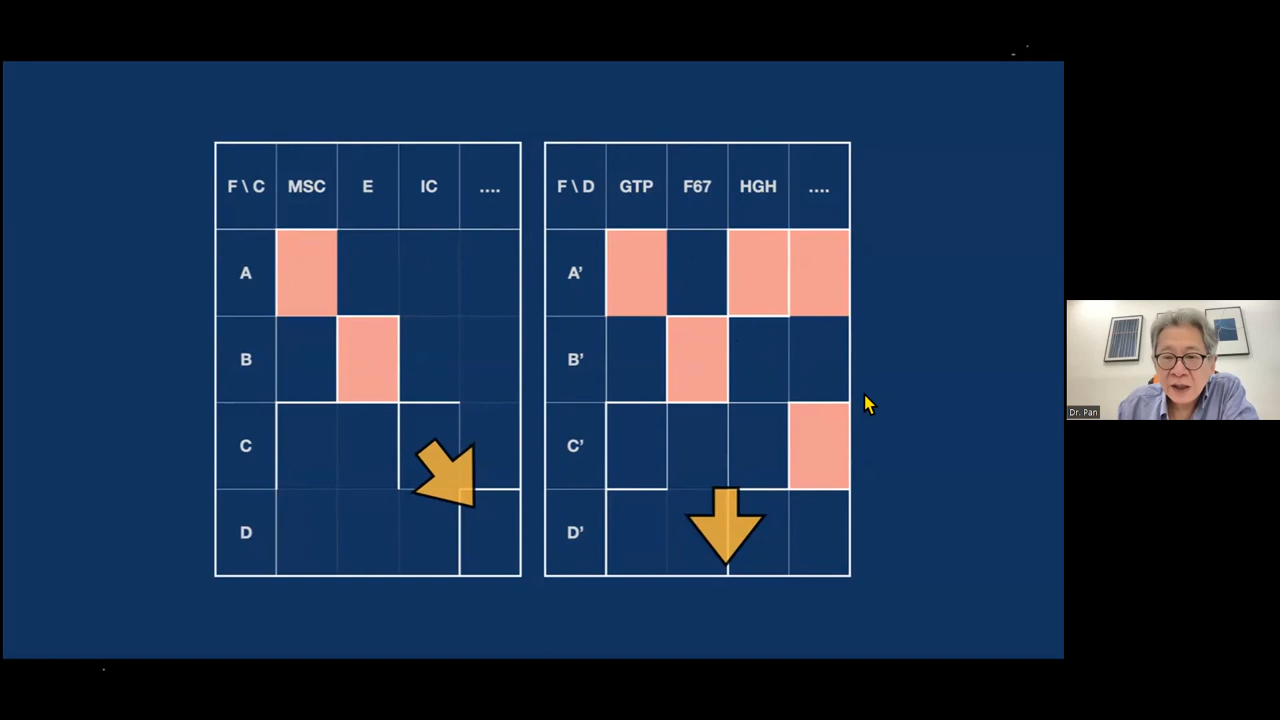 F \ C MSC E IC ....
A
B
C
D
F \ D GTP F67 HGH ....
A’
B’
C’
D’
Dr. Pan